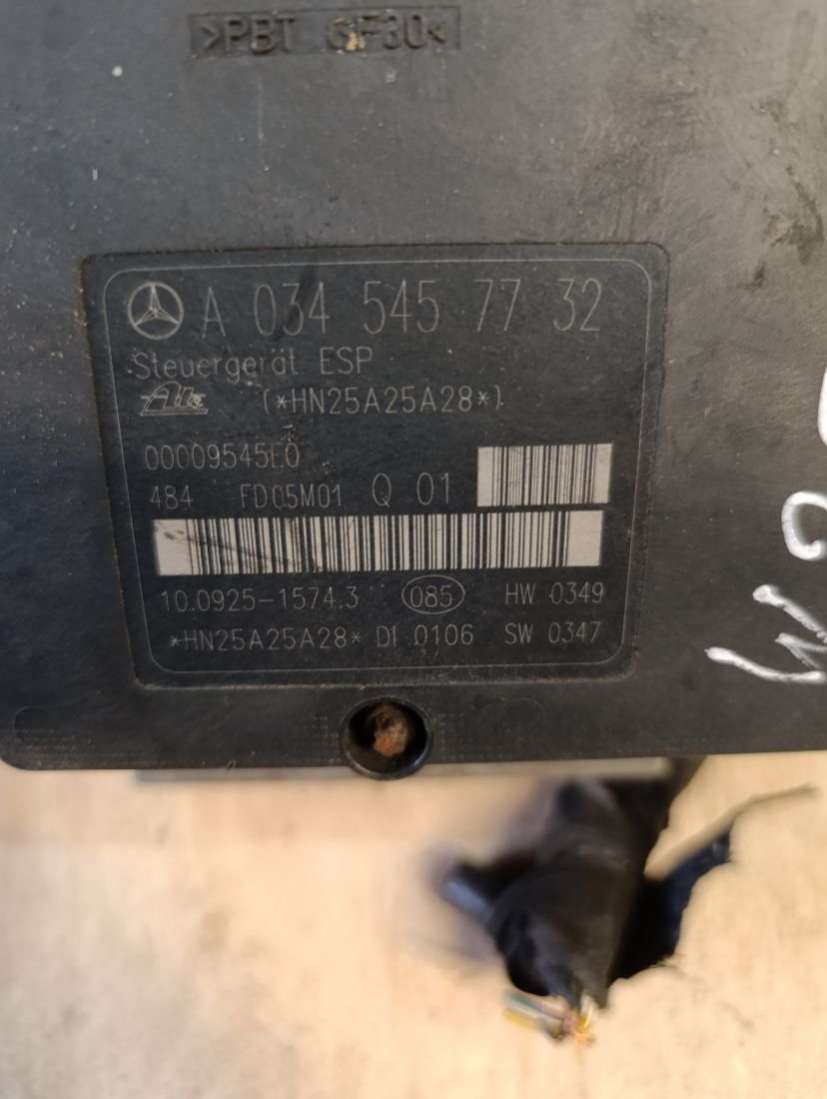 >PBT GF30<
A 034 545 77 32
Steuergerät ESP
Ate (*HN25A25A28*)
00009545E0
484 FD05M01 Q 01
10.0925-1574.3 085 HW 0349
*HN25A25A28* DI 0106 SW 0347